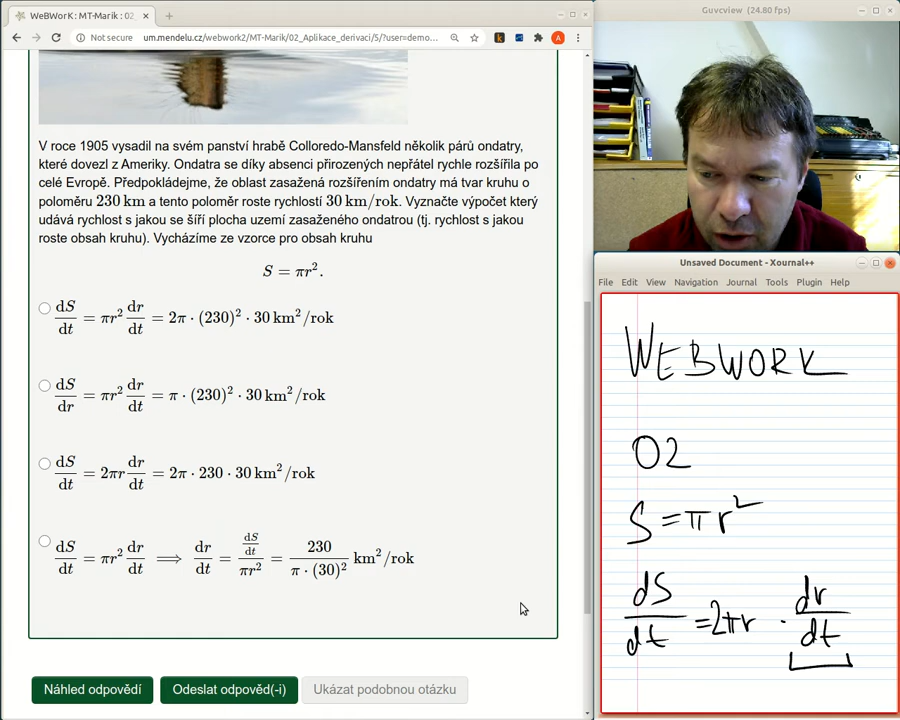 WeBWorK : MT-Marik : 02_
Not secure
um.mendelu.cz/webwork2/MT-Marik/02_Aplikace_derivaci/5/?user=demo...
V roce 1905 vysadil na svém panství hrabě Colloredo-Mansfeld několik párů ondatry,
které dovezl z Ameriky. Ondatra se díky absenci přirozených nepřátel rychle rozšířila po
celé Evropě. Předpokládejme, že oblast zasažená rozšířením ondatry má tvar kruhu o
poloměru 230 km a tento poloměr roste rychlostí 30 km/rok. Vyznačte výpočet který
udává rychlost s jakou se šíří plocha uzemí zasaženého ondatrou (tj. rychlost s jakou
roste obsah kruhu). Vycházíme ze vzorce pro obsah kruhu
S = πr².
dS/dt = πr² dr/dt = 2π · (230)² · 30 km²/rok
dS/dr = πr² dr/dt = π · (230)² · 30 km²/rok
dS/dt = 2πr dr/dt = 2π · 230 · 30 km²/rok
dS/dt = πr² dr/dt ⟹ dr/dt = (dS/dt)/(πr²) = 230/(π · (30)²) km²/rok
Náhled odpovědí
Odeslat odpověd(-i)
Ukázat podobnou otázku
Guvcview (24.80 fps)
Unsaved Document - Xournal++
File Edit View Navigation Journal Tools Plugin Help
WEBWORK
02
S = πr²
dS/dt = 2πr · dr/dt